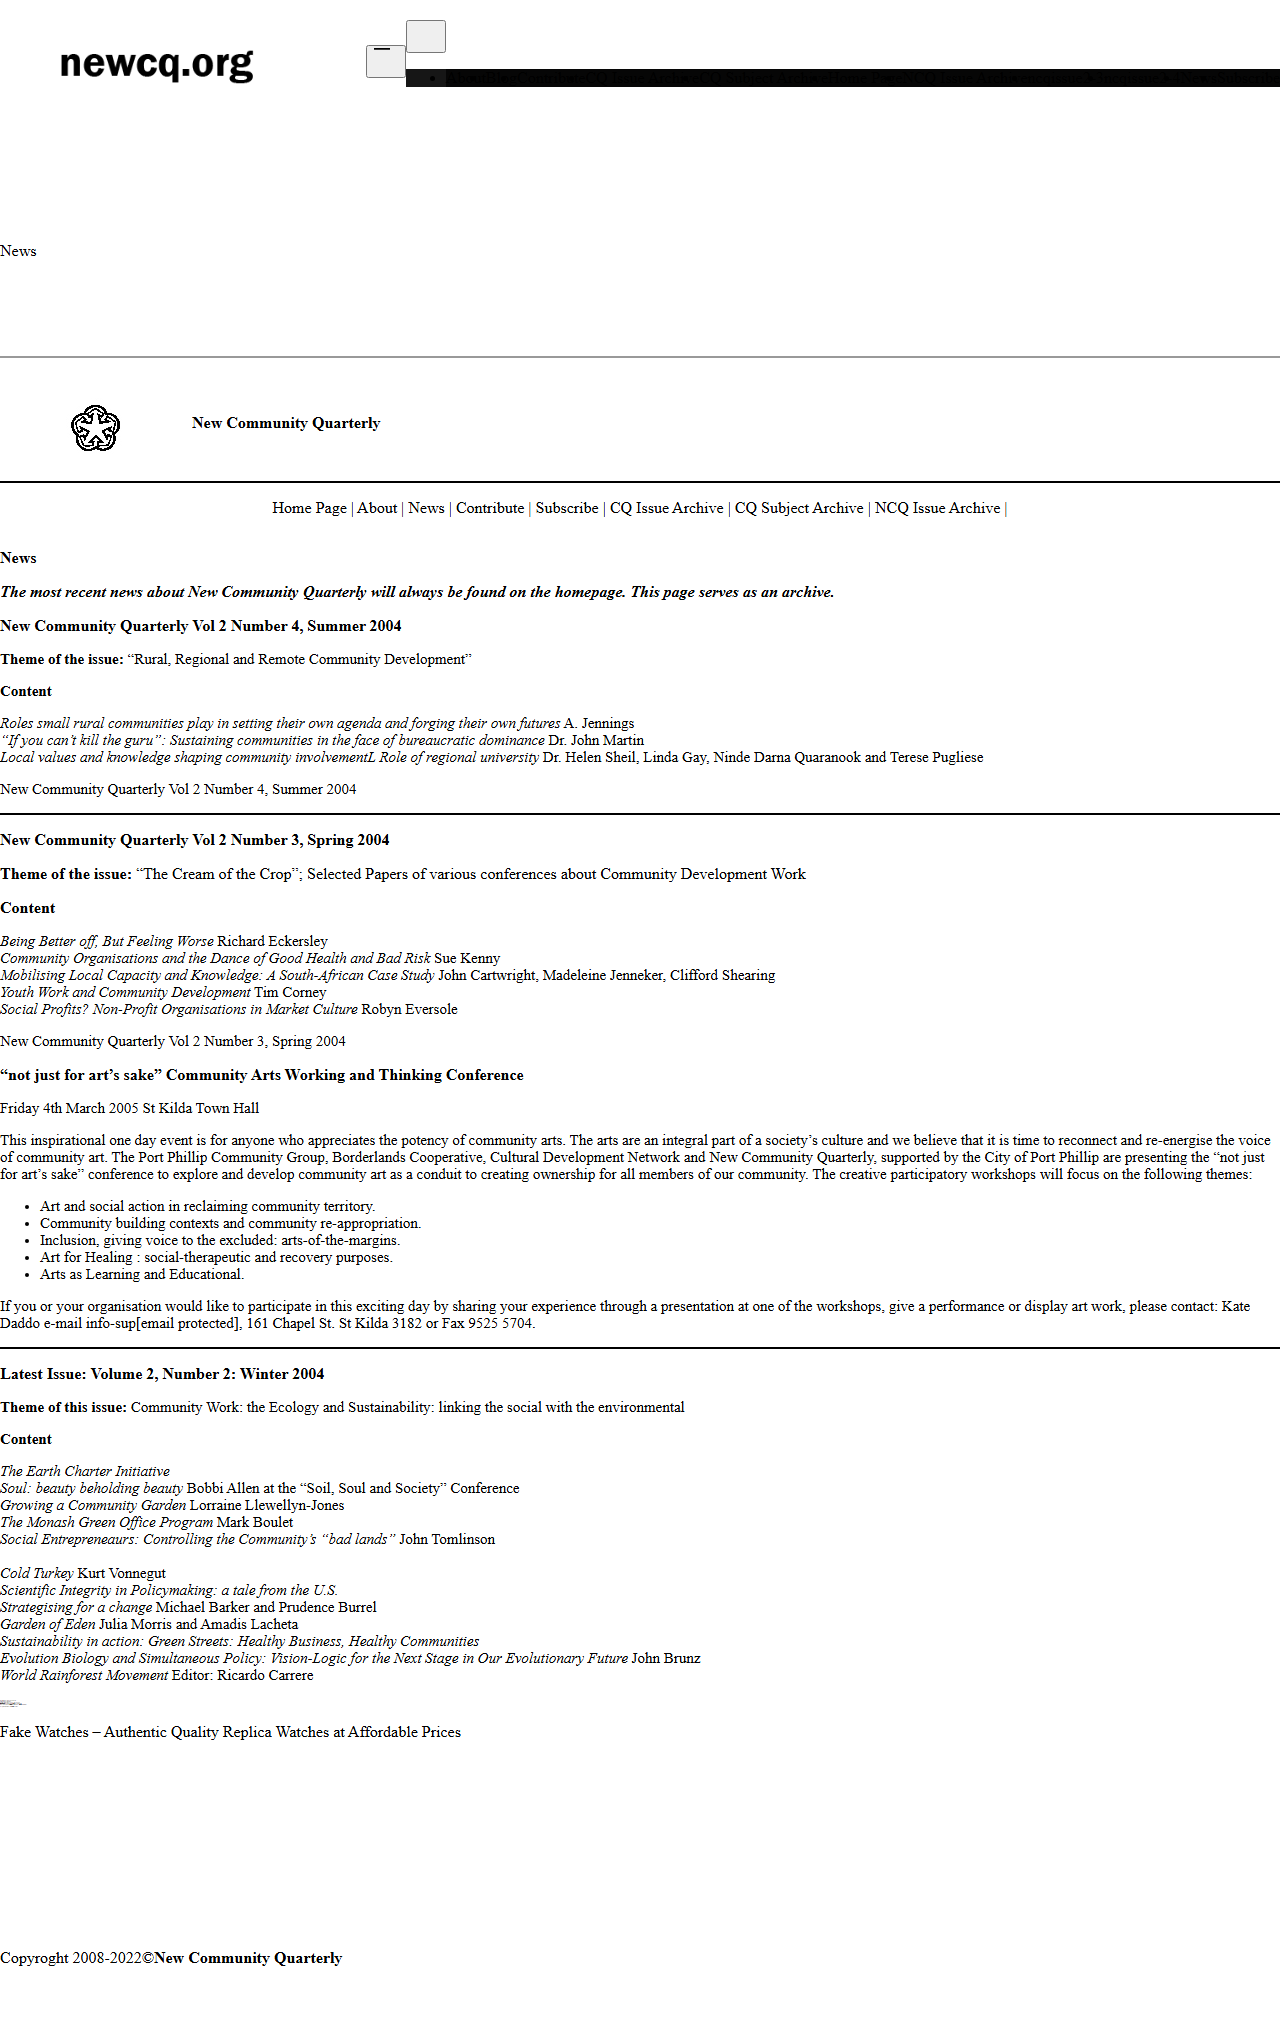 newcq.org
News
New Community Quarterly
Home Page | About | News | Contribute | Subscribe | CQ Issue Archive | CQ Subject Archive | NCQ Issue Archive |
News
The most recent news about New Community Quarterly will always be found on the homepage. This page serves as an archive.
New Community Quarterly Vol 2 Number 4, Summer 2004
Theme of the issue: “Rural, Regional and Remote Community Development”
Content
Roles small rural communities play in setting their own agenda and forging their own futures A. Jennings
“If you can’t kill the guru”: Sustaining communities in the face of bureaucratic dominance Dr. John Martin
Local values and knowledge shaping community involvementL Role of regional university Dr. Helen Sheil, Linda Gay, Ninde Darna Quaranook and Terese Pugliese
New Community Quarterly Vol 2 Number 4, Summer 2004
New Community Quarterly Vol 2 Number 3, Spring 2004
Theme of the issue: “The Cream of the Crop”; Selected Papers of various conferences about Community Development Work
Content
Being Better off, But Feeling Worse Richard Eckersley
Community Organisations and the Dance of Good Health and Bad Risk Sue Kenny
Mobilising Local Capacity and Knowledge: A South-African Case Study John Cartwright, Madeleine Jenneker, Clifford Shearing
Youth Work and Community Development Tim Corney
Social Profits? Non-Profit Organisations in Market Culture Robyn Eversole
New Community Quarterly Vol 2 Number 3, Spring 2004
“not just for art’s sake” Community Arts Working and Thinking Conference
Friday 4th March 2005 St Kilda Town Hall
This inspirational one day event is for anyone who appreciates the potency of community arts. The arts are an integral part of a society’s culture and we believe that it is time to reconnect and re-energise the voice
of community art. The Port Phillip Community Group, Borderlands Cooperative, Cultural Development Network and New Community Quarterly, supported by the City of Port Phillip are presenting the “not just
for art’s sake” conference to explore and develop community art as a conduit to creating ownership for all members of our community. The creative participatory workshops will focus on the following themes:
• Art and social action in reclaiming community territory.
• Community building contexts and community re-appropriation.
• Inclusion, giving voice to the excluded: arts-of-the-margins.
• Art for Healing : social-therapeutic and recovery purposes.
• Arts as Learning and Educational.
If you or your organisation would like to participate in this exciting day by sharing your experience through a presentation at one of the workshops, give a performance or display art work, please contact: Kate
Daddo e-mail info-sup[email protected], 161 Chapel St. St Kilda 3182 or Fax 9525 5704.
Latest Issue: Volume 2, Number 2: Winter 2004
Theme of this issue: Community Work: the Ecology and Sustainability: linking the social with the environmental
Content
The Earth Charter Initiative
Soul: beauty beholding beauty Bobbi Allen at the “Soil, Soul and Society” Conference
Growing a Community Garden Lorraine Llewellyn-Jones
The Monash Green Office Program Mark Boulet
Social Entrepreneaurs: Controlling the Community’s “bad lands” John Tomlinson
Cold Turkey Kurt Vonnegut
Scientific Integrity in Policymaking: a tale from the U.S.
Strategising for a change Michael Barker and Prudence Burrel
Garden of Eden Julia Morris and Amadis Lacheta
Sustainability in action: Green Streets: Healthy Business, Healthy Communities
Evolution Biology and Simultaneous Policy: Vision-Logic for the Next Stage in Our Evolutionary Future John Brunz
World Rainforest Movement Editor: Ricardo Carrere
Fake Watches – Authentic Quality Replica Watches at Affordable Prices
Copyroght 2008-2022©New Community Quarterly